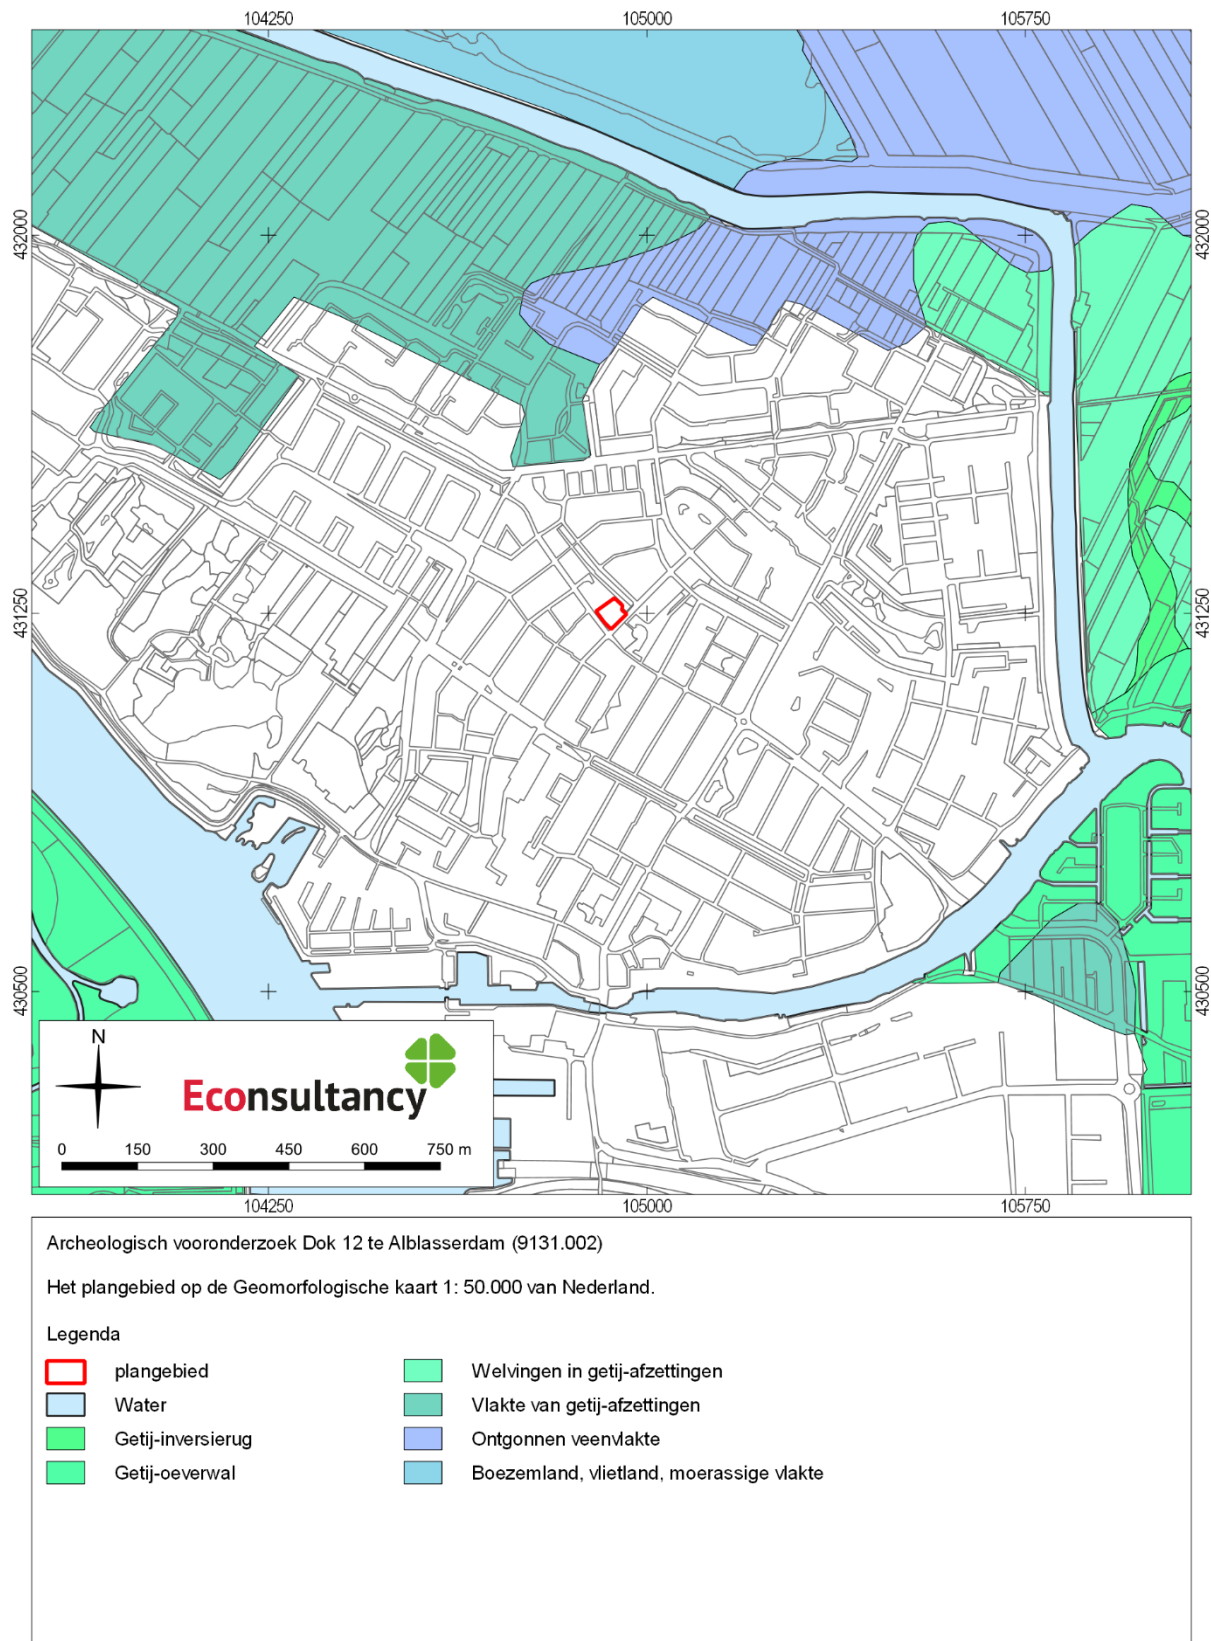 104250 105000 105750
432000 432000
431250 431250
430500 430500
N
Econsultancy
0 150 300 450 600 750 m
104250 105000 105750
Archeologisch vooronderzoek Dok 12 te Alblasserdam (9131.002)
Het plangebied op de Geomorfologische kaart 1: 50.000 van Nederland.
Legenda
plangebied Welvingen in getij-afzettingen
Water Vlakte van getij-afzettingen
Getij-inversierug Ontgonnen veenvlakte
Getij-oeverwal Boezemland, vlietland, moerassige vlakte